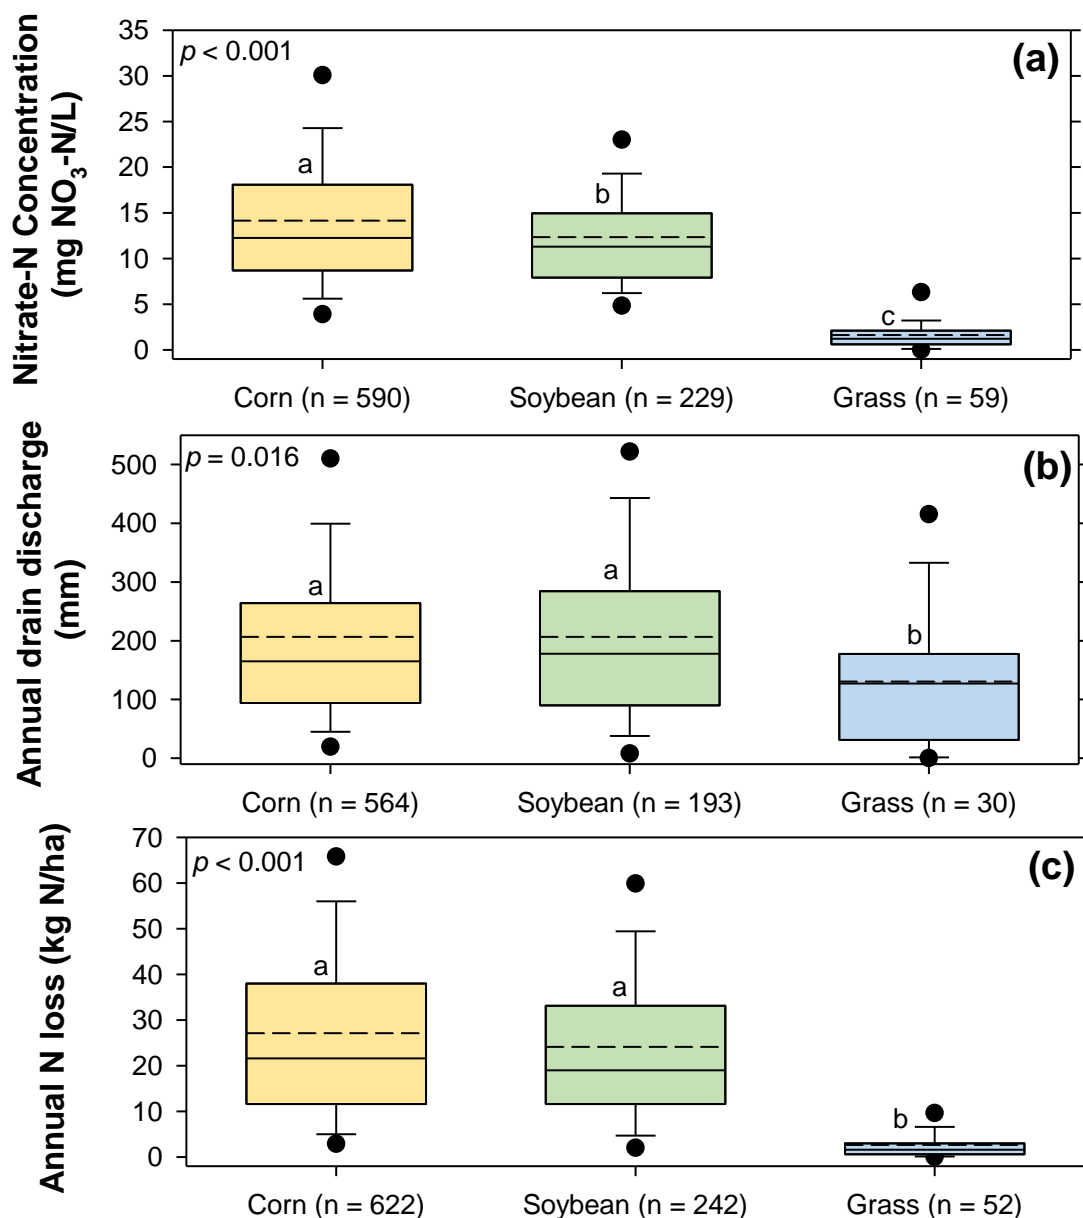 Nitrate-N Concentration
(mg NO₃-N/L)
35
30
25
20
15
10
5
0
p < 0.001
(a)
a
b
c
Corn (n = 590)
Soybean (n = 229)
Grass (n = 59)
Annual drain discharge
(mm)
500
400
300
200
100
0
p = 0.016
(b)
a
a
b
Corn (n = 564)
Soybean (n = 193)
Grass (n = 30)
Annual N loss (kg N/ha)
70
60
50
40
30
20
10
0
p < 0.001
(c)
a
a
b
Corn (n = 622)
Soybean (n = 242)
Grass (n = 52)